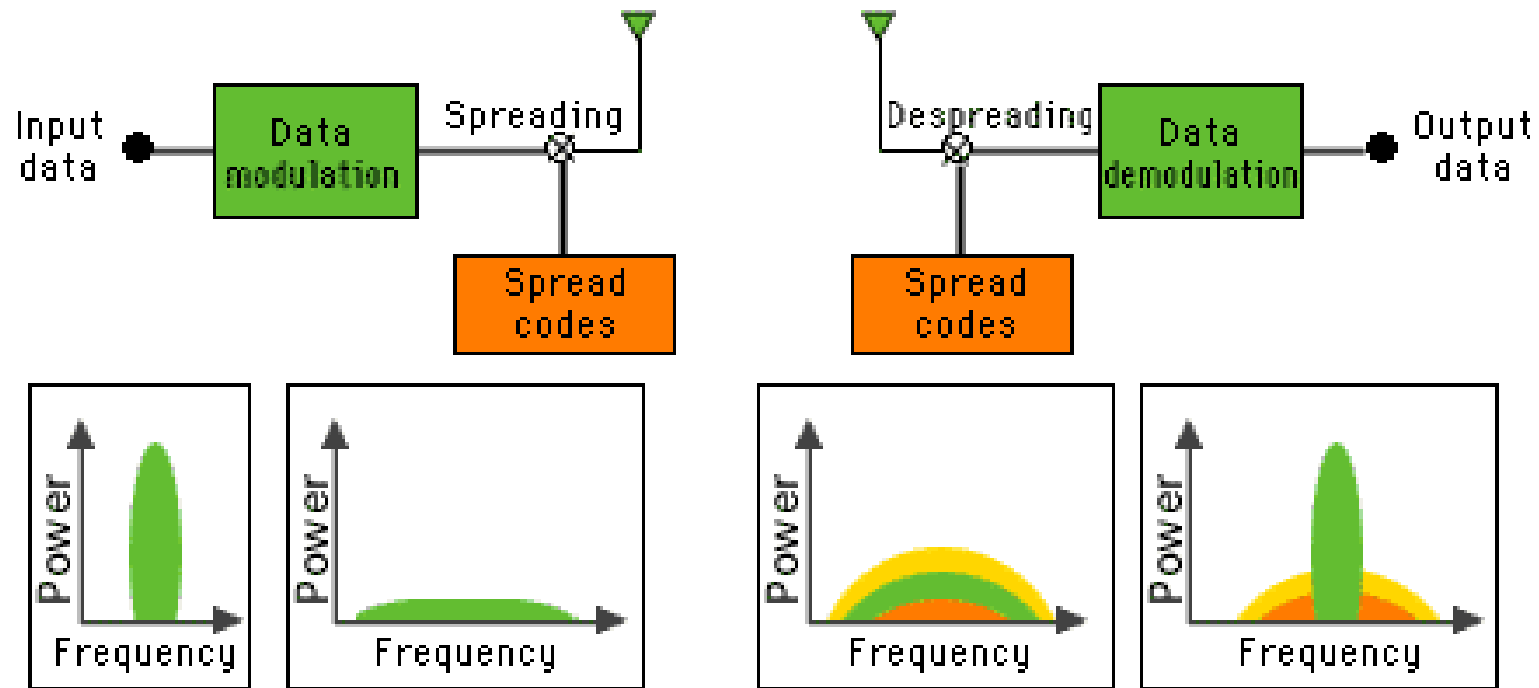 Input
data
Data
modulation
Spreading
Spread
codes
Despreading
Spread
codes
Data
demodulation
Output
data
Power
Frequency
Power
Frequency
Power
Frequency
Power
Frequency